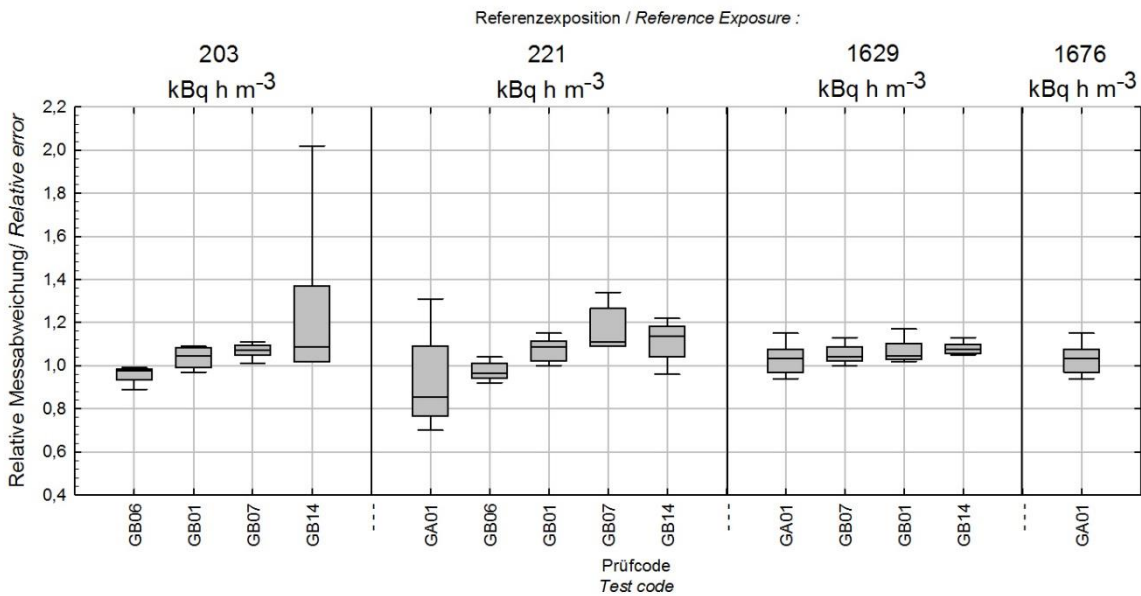 Referenzexposition / Reference Exposure :
203 221 1629 1676
kBq h m-3 kBq h m-3 kBq h m-3 kBq h m-3
Relative Messabweichung/ Relative error
2,2
2,0
1,8
1,6
1,4
1,2
1,0
0,8
0,6
0,4
GB06 GB01 GB07 GB14 --- GA01 GB06 GB01 GB07 GB14 --- GA01 GB07 GB01 GB14 --- GA01
Prüfcode
Test code